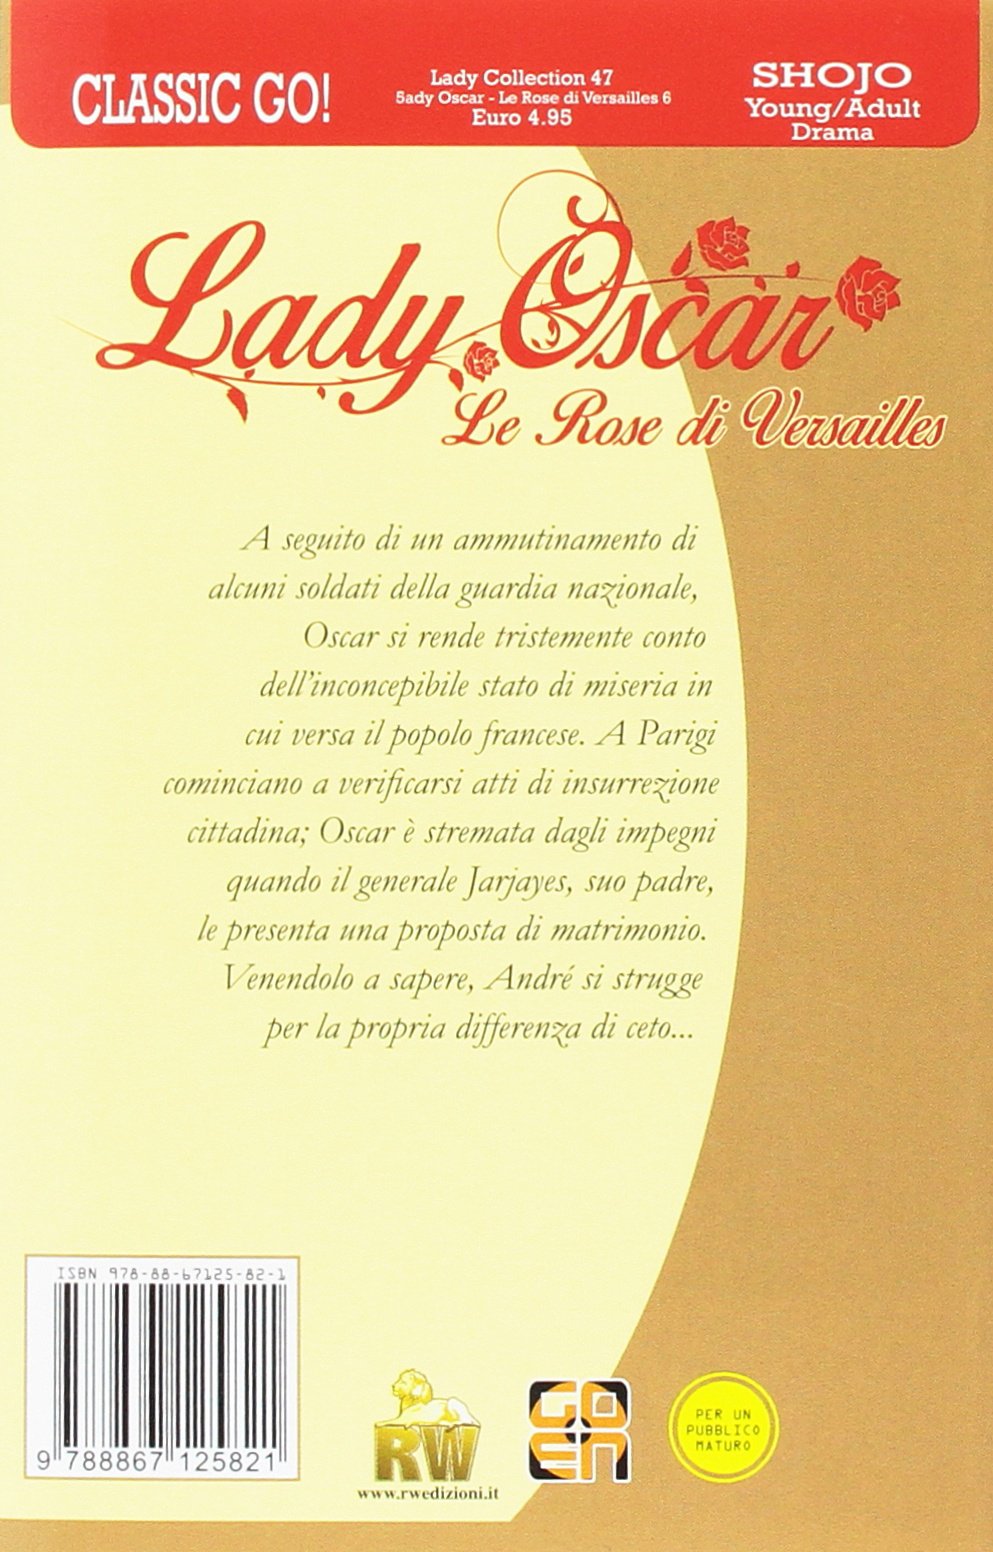 CLASSIC GO!
Lady Collection 47
5ady Oscar - Le Rose di Versailles 6
Euro 4.95
SHOJO
Young/Adult
Drama
Lady Oscar
Le Rose di Versailles
A seguito di un ammutinamento di
alcuni soldati della guardia nazionale,
Oscar si rende tristemente conto
dell'inconcepibile stato di miseria in
cui versa il popolo francese. A Parigi
cominciano a verificarsi atti di insurrezione
cittadina; Oscar è stremata dagli impegni
quando il generale Jarjayes, suo padre,
le presenta una proposta di matrimonio.
Venendolo a sapere, André si strugge
per la propria differenza di ceto...
ISBN 978-88-67125-82-1
9 788867 125821
RW
www.rwedizioni.it
GO
EN
PER UN
PUBBLICO
MATURO